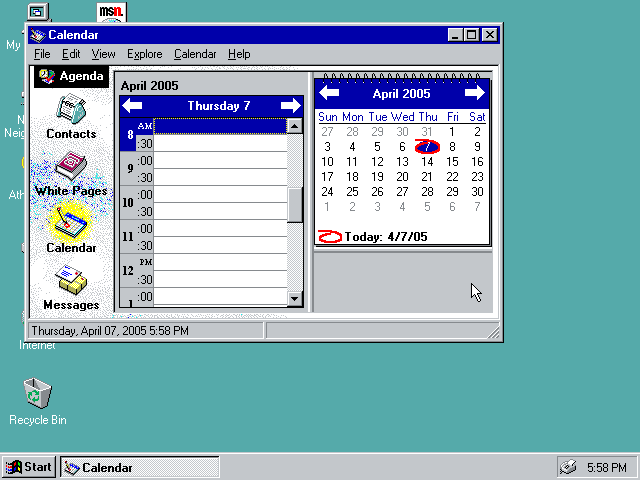 msn.
My
Calendar
File Edit View Explore Calendar Help
Agenda
Contacts
White Pages
Calendar
Messages
April 2005
Thursday 7
8 AM
:30
9 :00
:30
10 :00
:30
11 :00
:30
12 PM
:30
1 :00
April 2005
Sun Mon Tue Wed Thu Fri Sat
27 28 29 30 31 1 2
3 4 5 6 7 8 9
10 11 12 13 14 15 16
17 18 19 20 21 22 23
24 25 26 27 28 29 30
1 2 3 4 5 6 7
Today: 4/7/05
Thursday, April 07, 2005 5:58 PM
Internet
Recycle Bin
Start
Calendar
5:58 PM